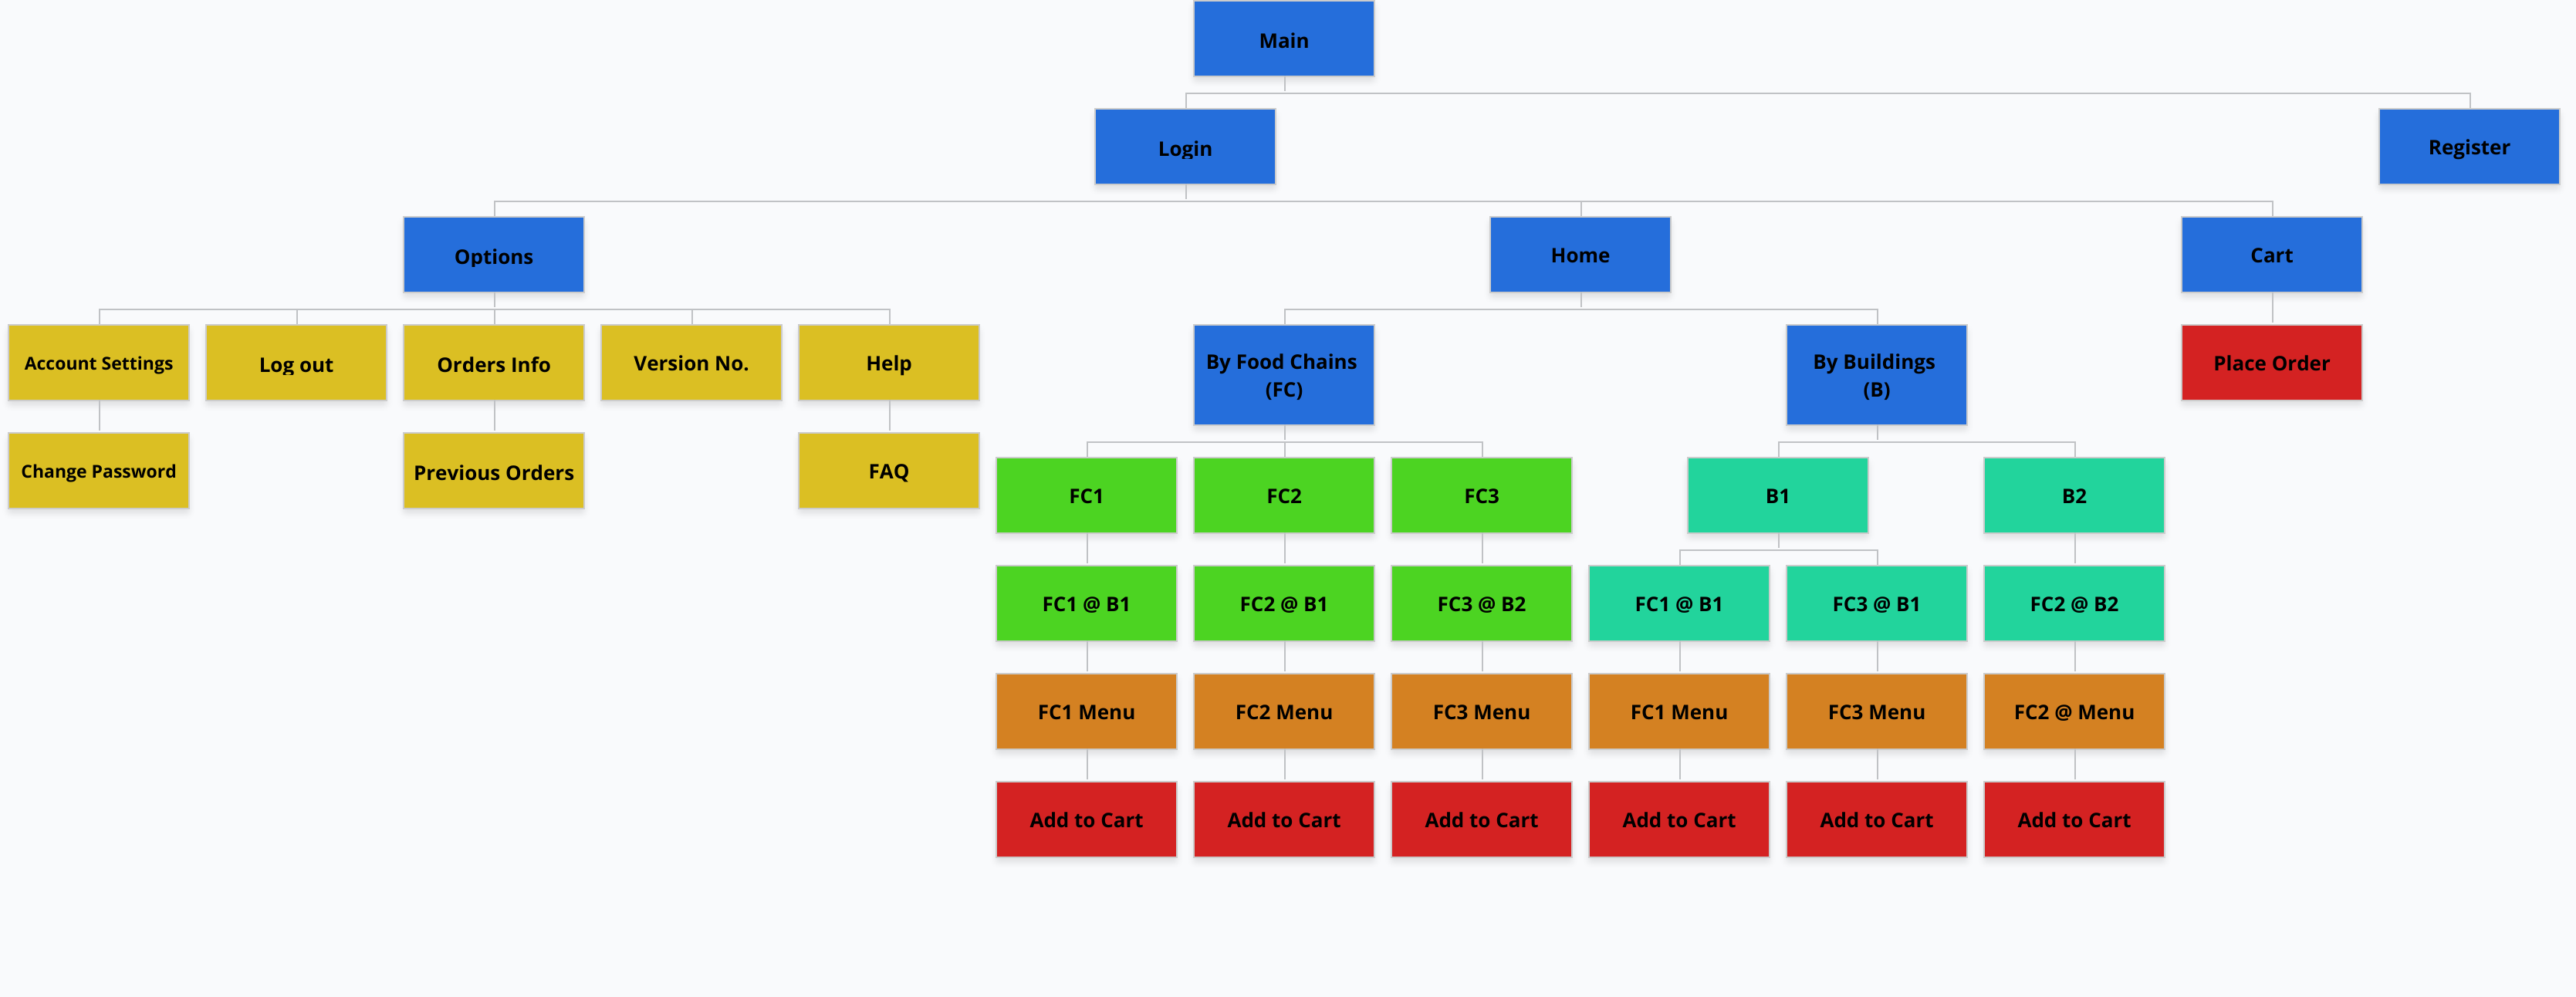 Main
Login
Register
Options
Home
Cart
Account Settings
Log out
Orders Info
Version No.
Help
By Food Chains
(FC)
By Buildings
(B)
Place Order
Change Password
Previous Orders
FAQ
FC1
FC2
FC3
B1
B2
FC1 @ B1
FC2 @ B1
FC3 @ B2
FC1 @ B1
FC3 @ B1
FC2 @ B2
FC1 Menu
FC2 Menu
FC3 Menu
FC1 Menu
FC3 Menu
FC2 @ Menu
Add to Cart
Add to Cart
Add to Cart
Add to Cart
Add to Cart
Add to Cart